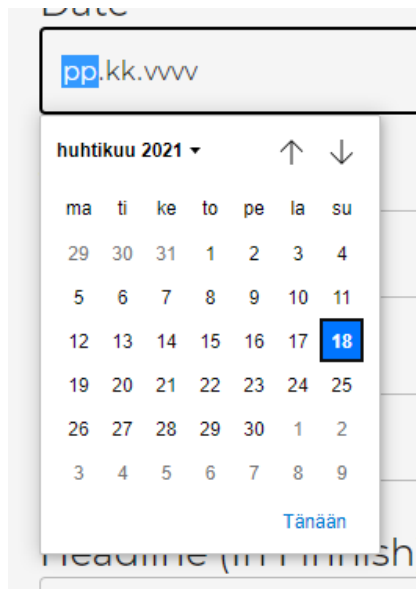 Date
pp.kk.vvvv
huhtikuu 2021
ma ti ke to pe la su
29 30 31 1 2 3 4
5 6 7 8 9 10 11
12 13 14 15 16 17 18
19 20 21 22 23 24 25
26 27 28 29 30 1 2
3 4 5 6 7 8 9
Tänään
Headline (in Finnish